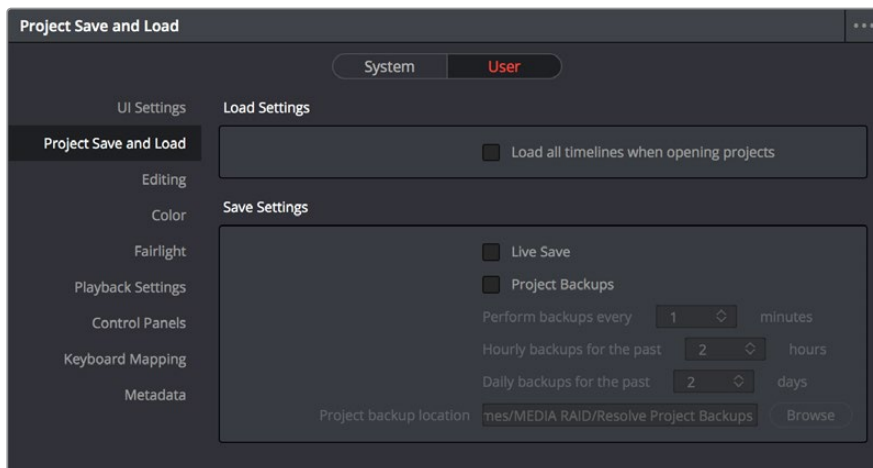 Project Save and Load
System User
UI Settings
Load Settings
Project Save and Load
Load all timelines when opening projects
Editing
Color
Save Settings
Fairlight
Live Save
Playback Settings
Project Backups
Control Panels
Perform backups every 1 minutes
Keyboard Mapping
Hourly backups for the past 2 hours
Metadata
Daily backups for the past 2 days
Project backup location mes/MEDIA RAID/Resolve Project Backups Browse